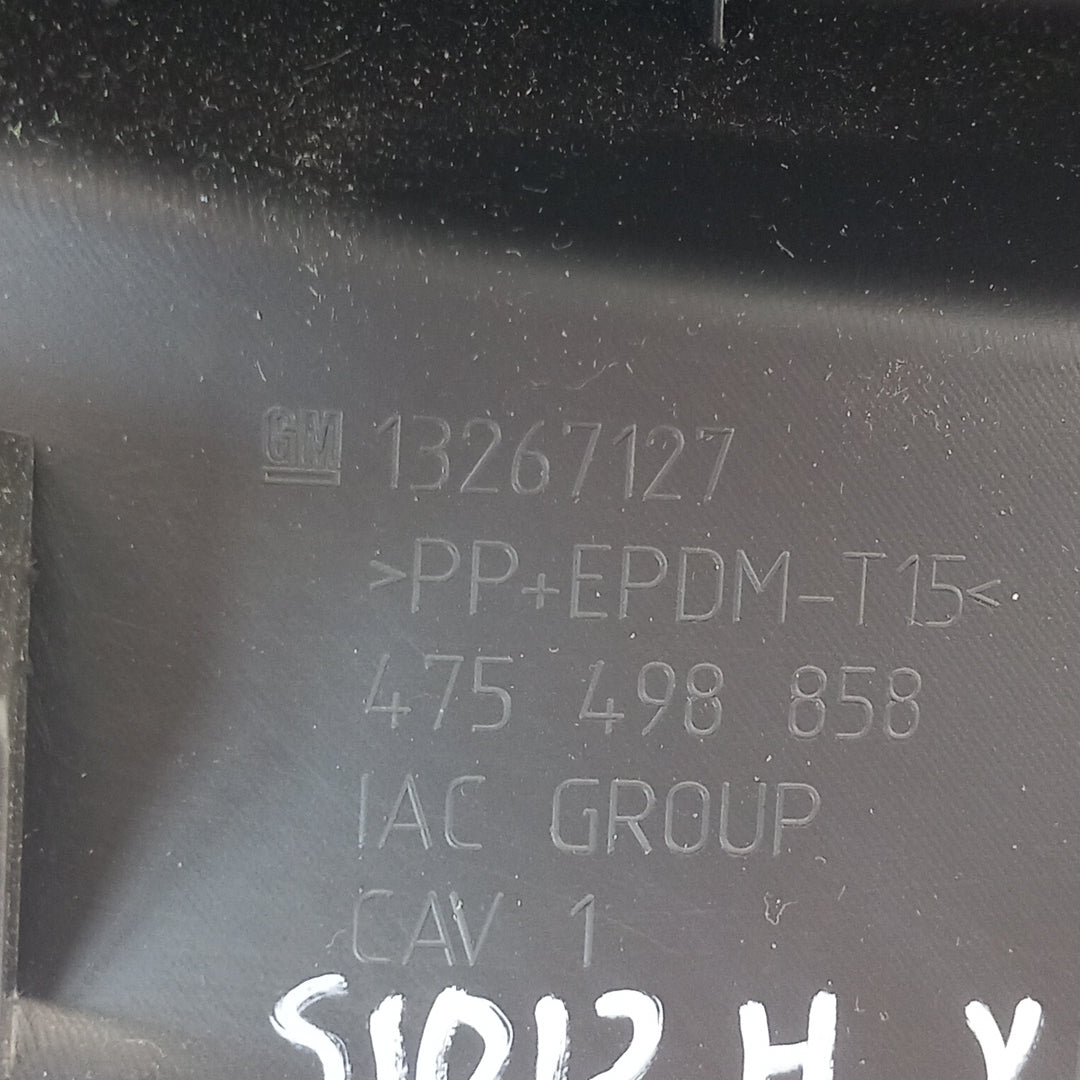 GM 13267127
>PP+EPDM-T15<
475 498 858
IAC GROUP
CAV 1